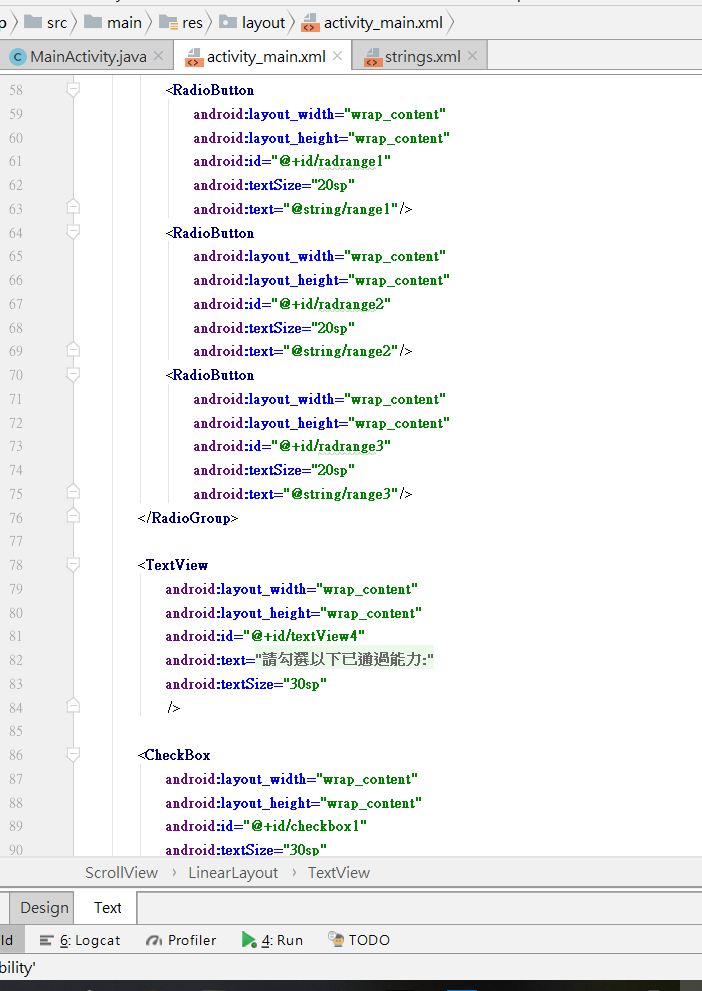 p src main res layout activity_main.xml
MainActivity.java activity_main.xml strings.xml
58 <RadioButton
59 android:layout_width="wrap_content"
60 android:layout_height="wrap_content"
61 android:id="@+id/radrange1"
62 android:textSize="20sp"
63 android:text="@string/range1"/>
64 <RadioButton
65 android:layout_width="wrap_content"
66 android:layout_height="wrap_content"
67 android:id="@+id/radrange2"
68 android:textSize="20sp"
69 android:text="@string/range2"/>
70 <RadioButton
71 android:layout_width="wrap_content"
72 android:layout_height="wrap_content"
73 android:id="@+id/radrange3"
74 android:textSize="20sp"
75 android:text="@string/range3"/>
76 </RadioGroup>
77
78 <TextView
79 android:layout_width="wrap_content"
80 android:layout_height="wrap_content"
81 android:id="@+id/textView4"
82 android:text="請勾選以下已通過能力:"
83 android:textSize="30sp"
84 />
85
86 <CheckBox
87 android:layout_width="wrap_content"
88 android:layout_height="wrap_content"
89 android:id="@+id/checkbox1"
90 android:textSize="30sp"
ScrollView › LinearLayout › TextView
Design Text
ld 6: Logcat Profiler 4: Run TODO
bility'